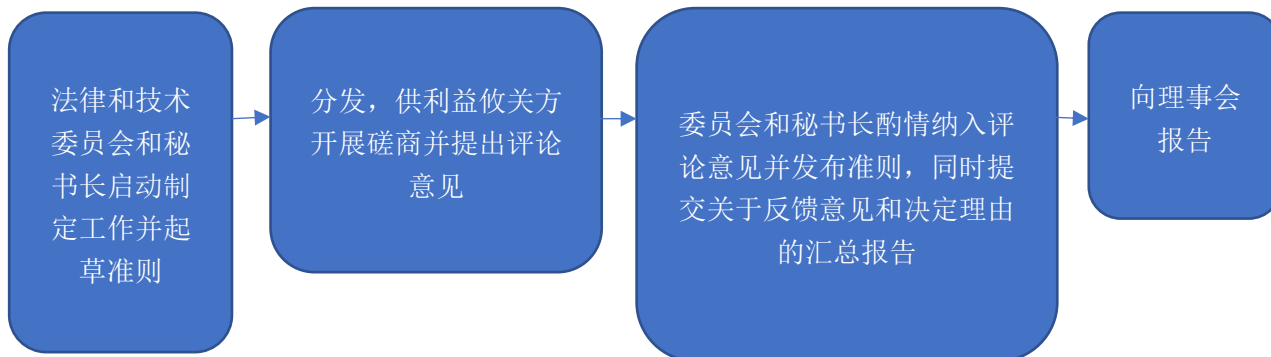 法律和技术
委员会和秘
书长启动制
定工作并起
草准则
分发，供利益攸关方
开展磋商并提出评论
意见
委员会和秘书长酌情纳入评
论意见并发布准则，同时提
交关于反馈意见和决定理由
的汇总报告
向理事会
报告